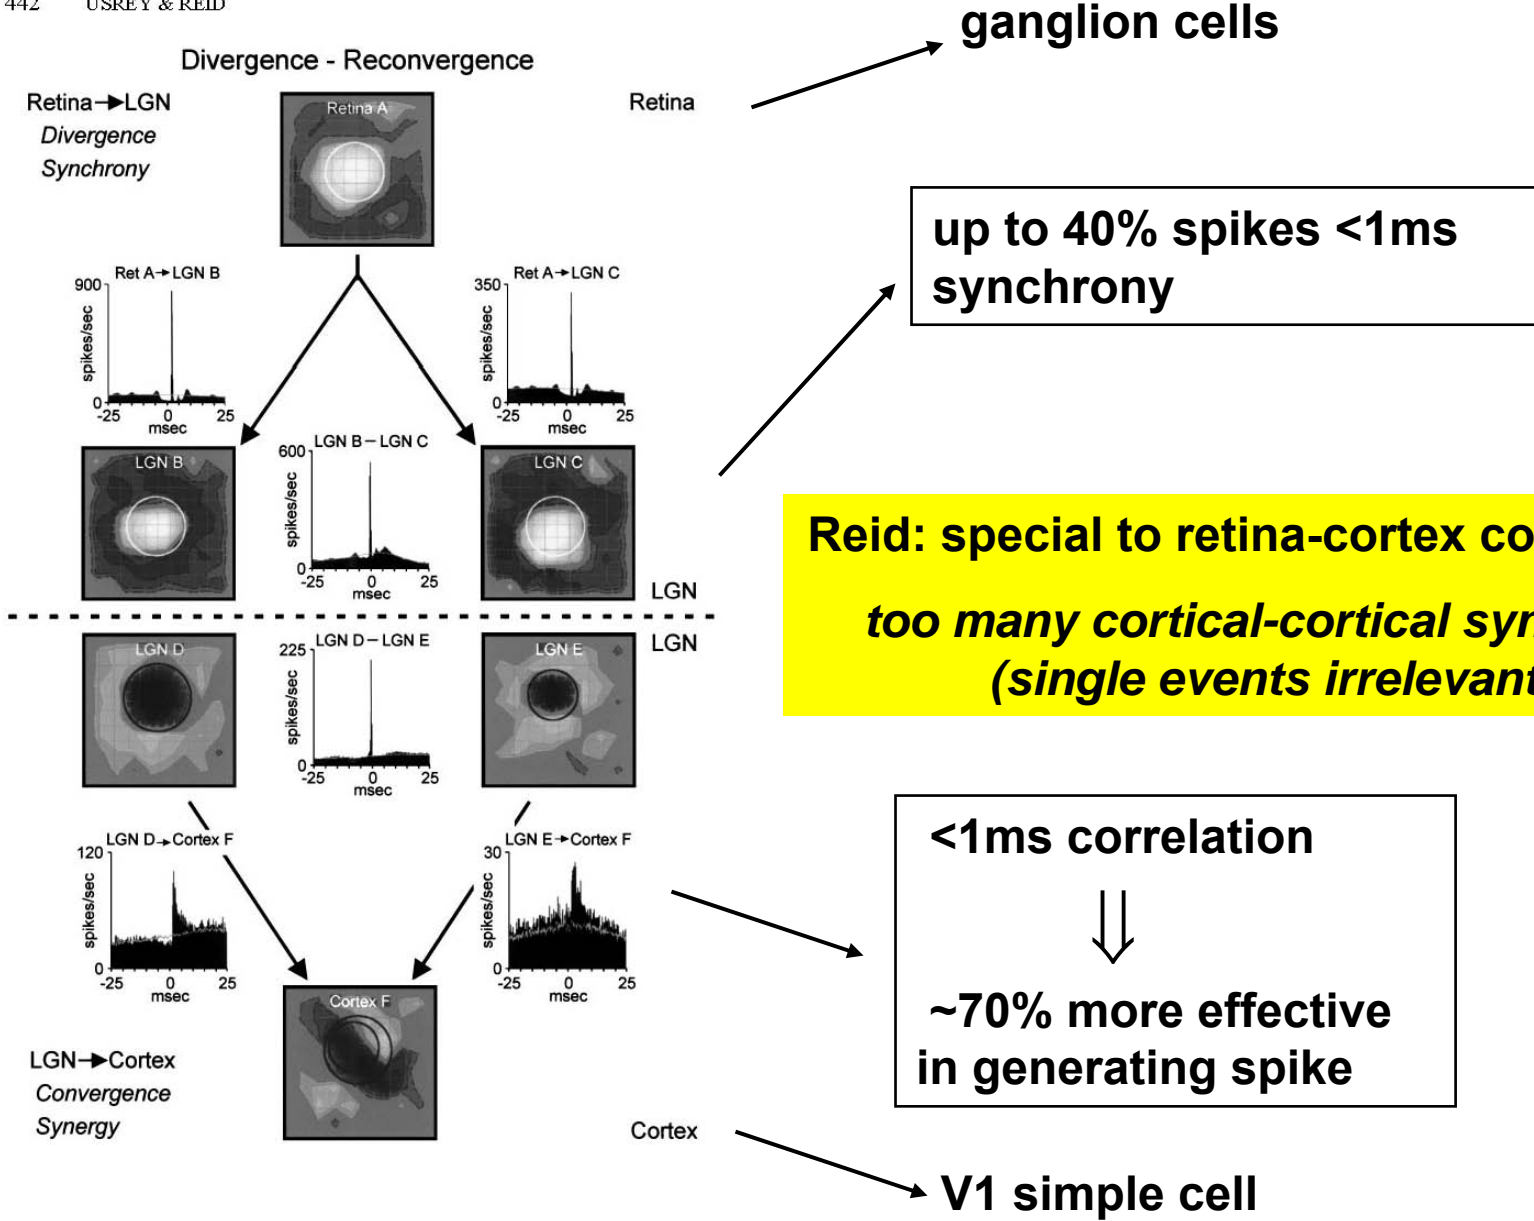 442 USREY & REID
ganglion cells
Divergence - Reconvergence
Retina→LGN
Divergence
Synchrony
Retina A
Retina
up to 40% spikes <1ms
synchrony
Ret A→LGN B
900
spikes/sec
0
-25 0 25
msec
Ret A→LGN C
350
spikes/sec
0
-25 0 25
msec
LGN B
LGN B – LGN C
600
spikes/sec
0
-25 0 25
msec
LGN C
LGN
Reid: special to retina-cortex co
too many cortical-cortical syn
(single events irrelevant
LGN D
LGN D – LGN E
225
spikes/sec
0
-25 0 25
msec
LGN E
LGN
LGN D→Cortex F
120
spikes/sec
0
-25 0 25
msec
LGN E→Cortex F
30
spikes/sec
0
-25 0 25
msec
<1ms correlation
⇓
~70% more effective
in generating spike
Cortex F
LGN→Cortex
Convergence
Synergy
Cortex
V1 simple cell